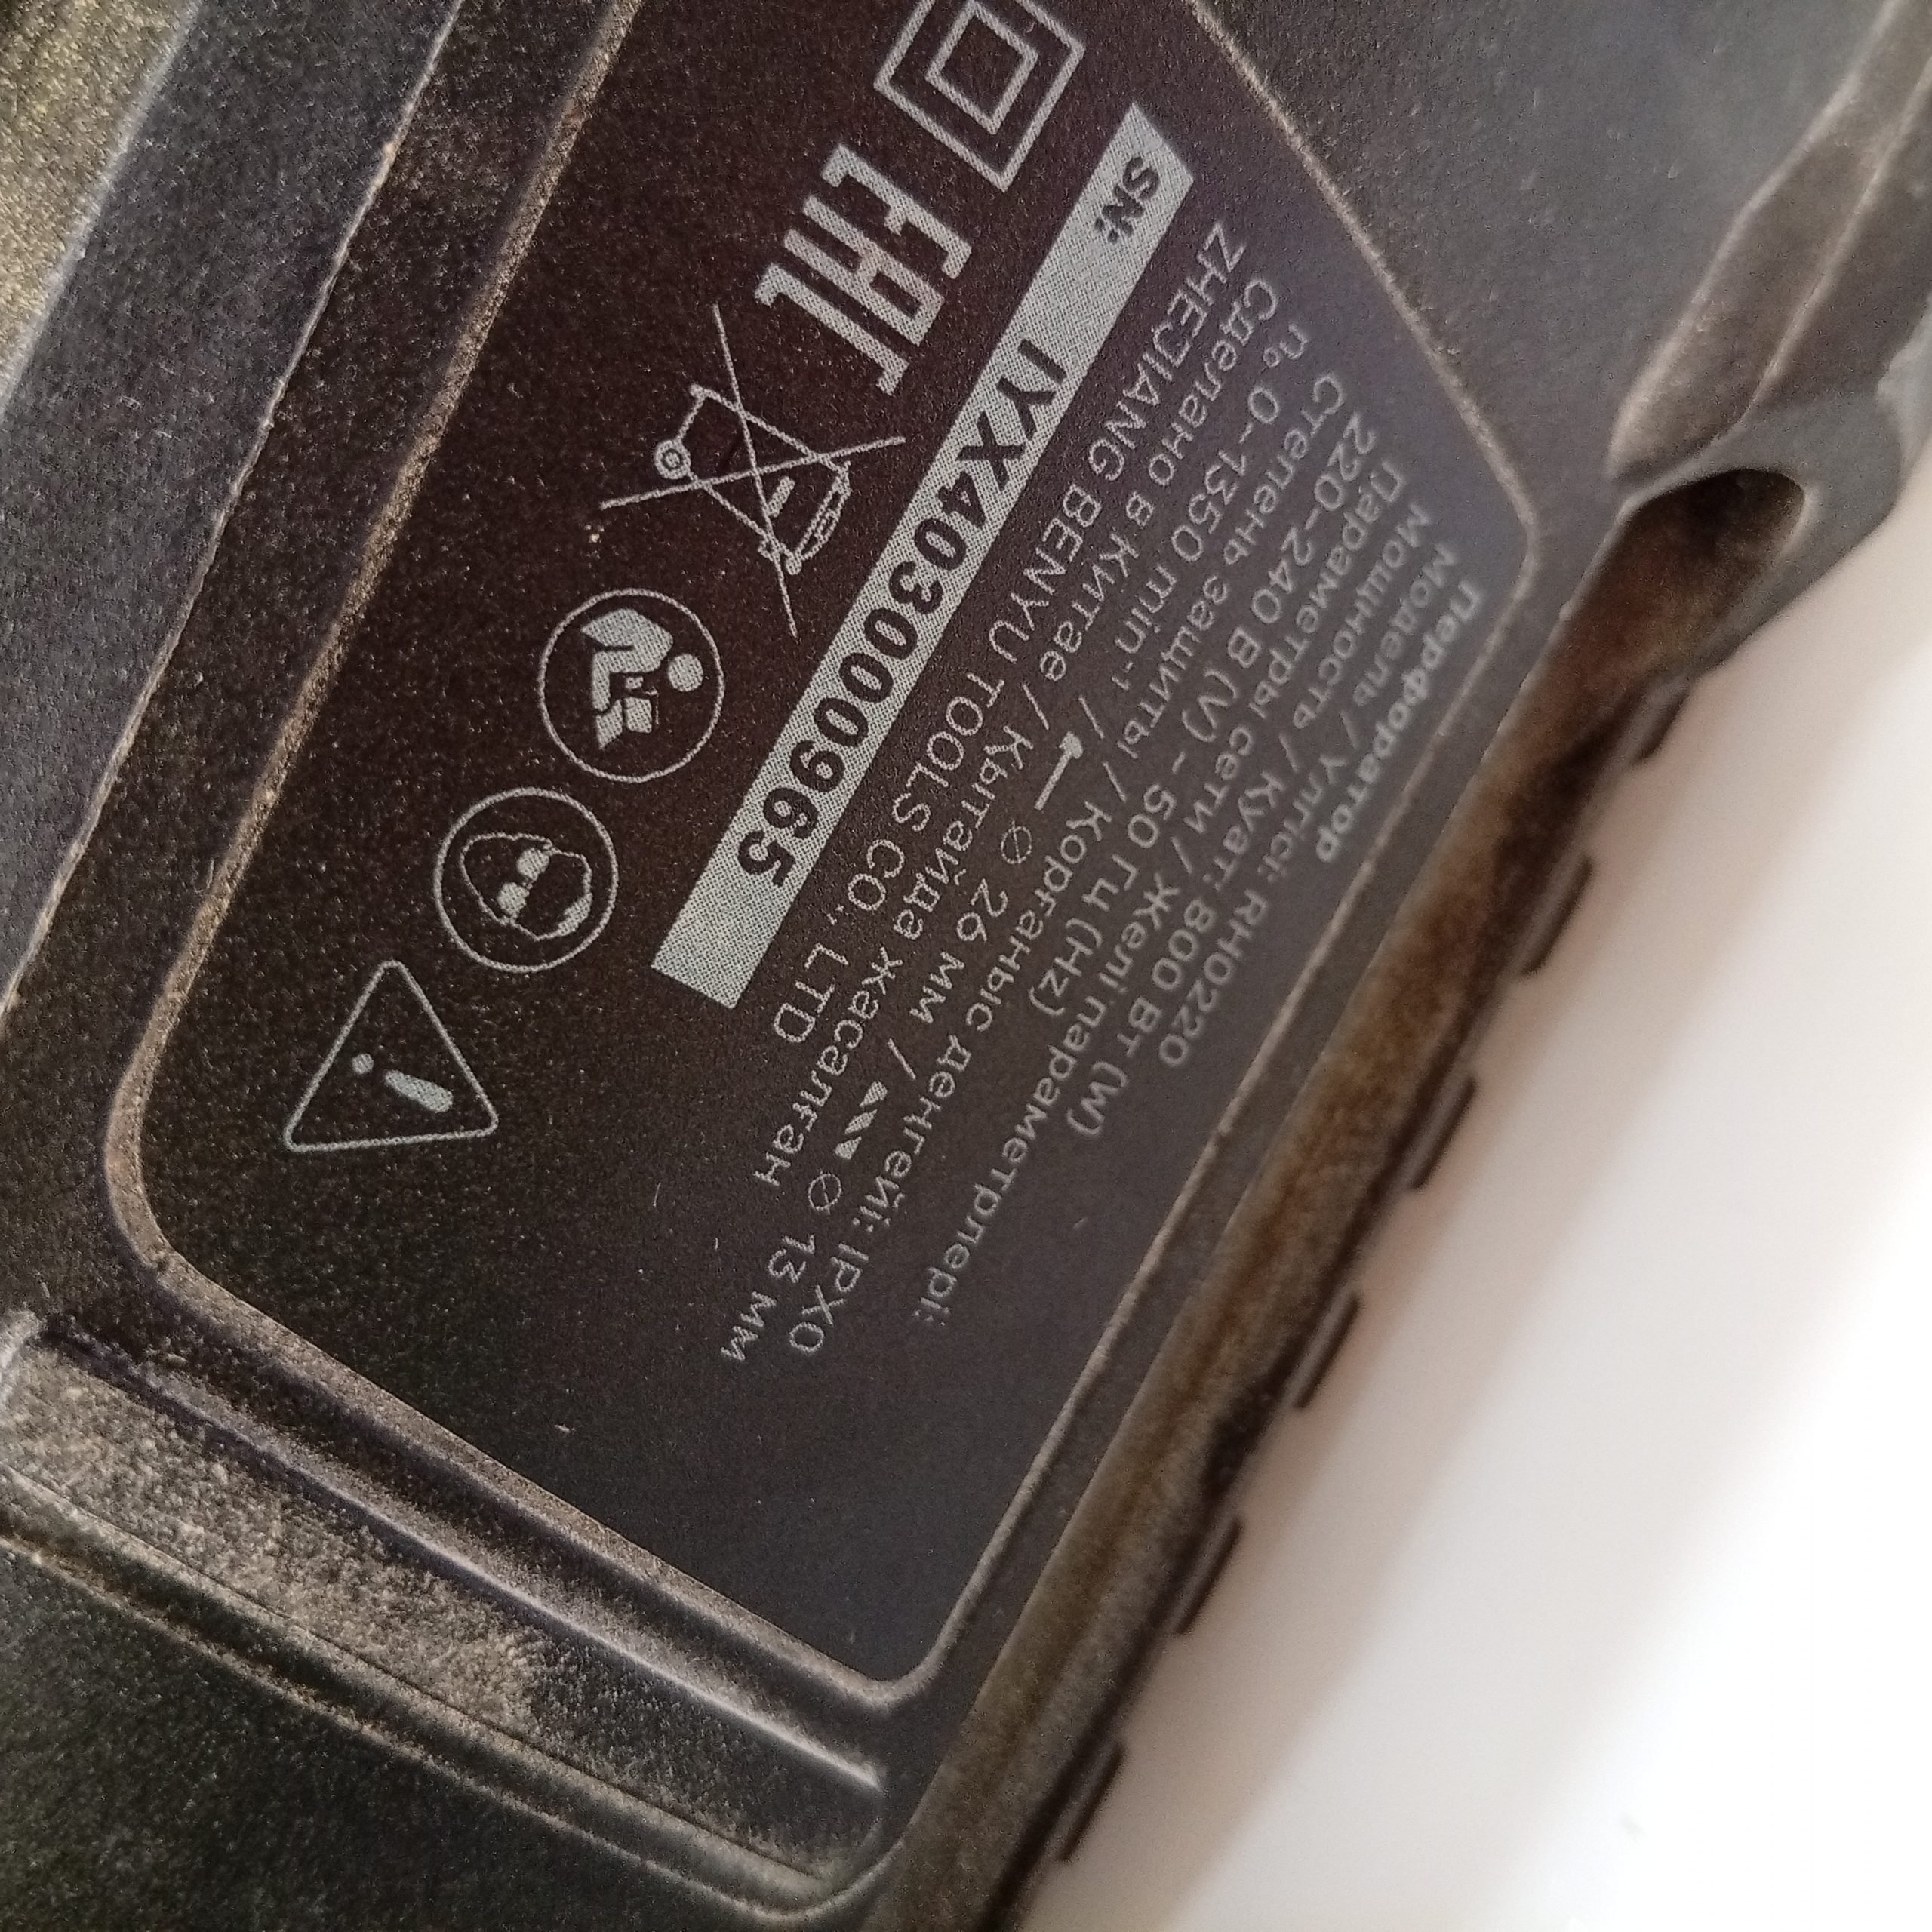 Перфоратор
Модель / Үлгісі: RH0220
Мощность / Қуат: 800 Вт (W)
Параметры сети / Желі параметрлері:
220-240 В (V) ~ 50 Гц (Hz)
Степень защиты / Қорғаныс деңгейі: IPX0
n₀ 0-1350 min⁻¹ / Ø 26 мм / Ø 13 мм
Сделано в Китае / Қытайда жасалған
ZHEJIANG BENYU TOOLS CO., LTD
SN: IYX4030000965
EAC